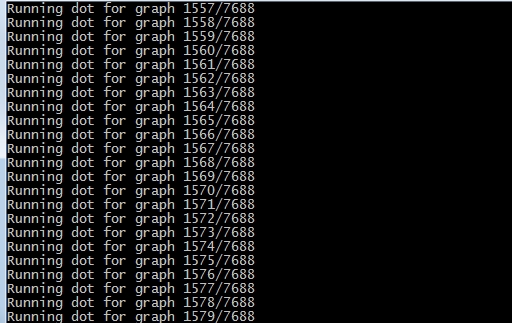 Running dot for graph 1557/7688
Running dot for graph 1558/7688
Running dot for graph 1559/7688
Running dot for graph 1560/7688
Running dot for graph 1561/7688
Running dot for graph 1562/7688
Running dot for graph 1563/7688
Running dot for graph 1564/7688
Running dot for graph 1565/7688
Running dot for graph 1566/7688
Running dot for graph 1567/7688
Running dot for graph 1568/7688
Running dot for graph 1569/7688
Running dot for graph 1570/7688
Running dot for graph 1571/7688
Running dot for graph 1572/7688
Running dot for graph 1573/7688
Running dot for graph 1574/7688
Running dot for graph 1575/7688
Running dot for graph 1576/7688
Running dot for graph 1577/7688
Running dot for graph 1578/7688
Running dot for graph 1579/7688